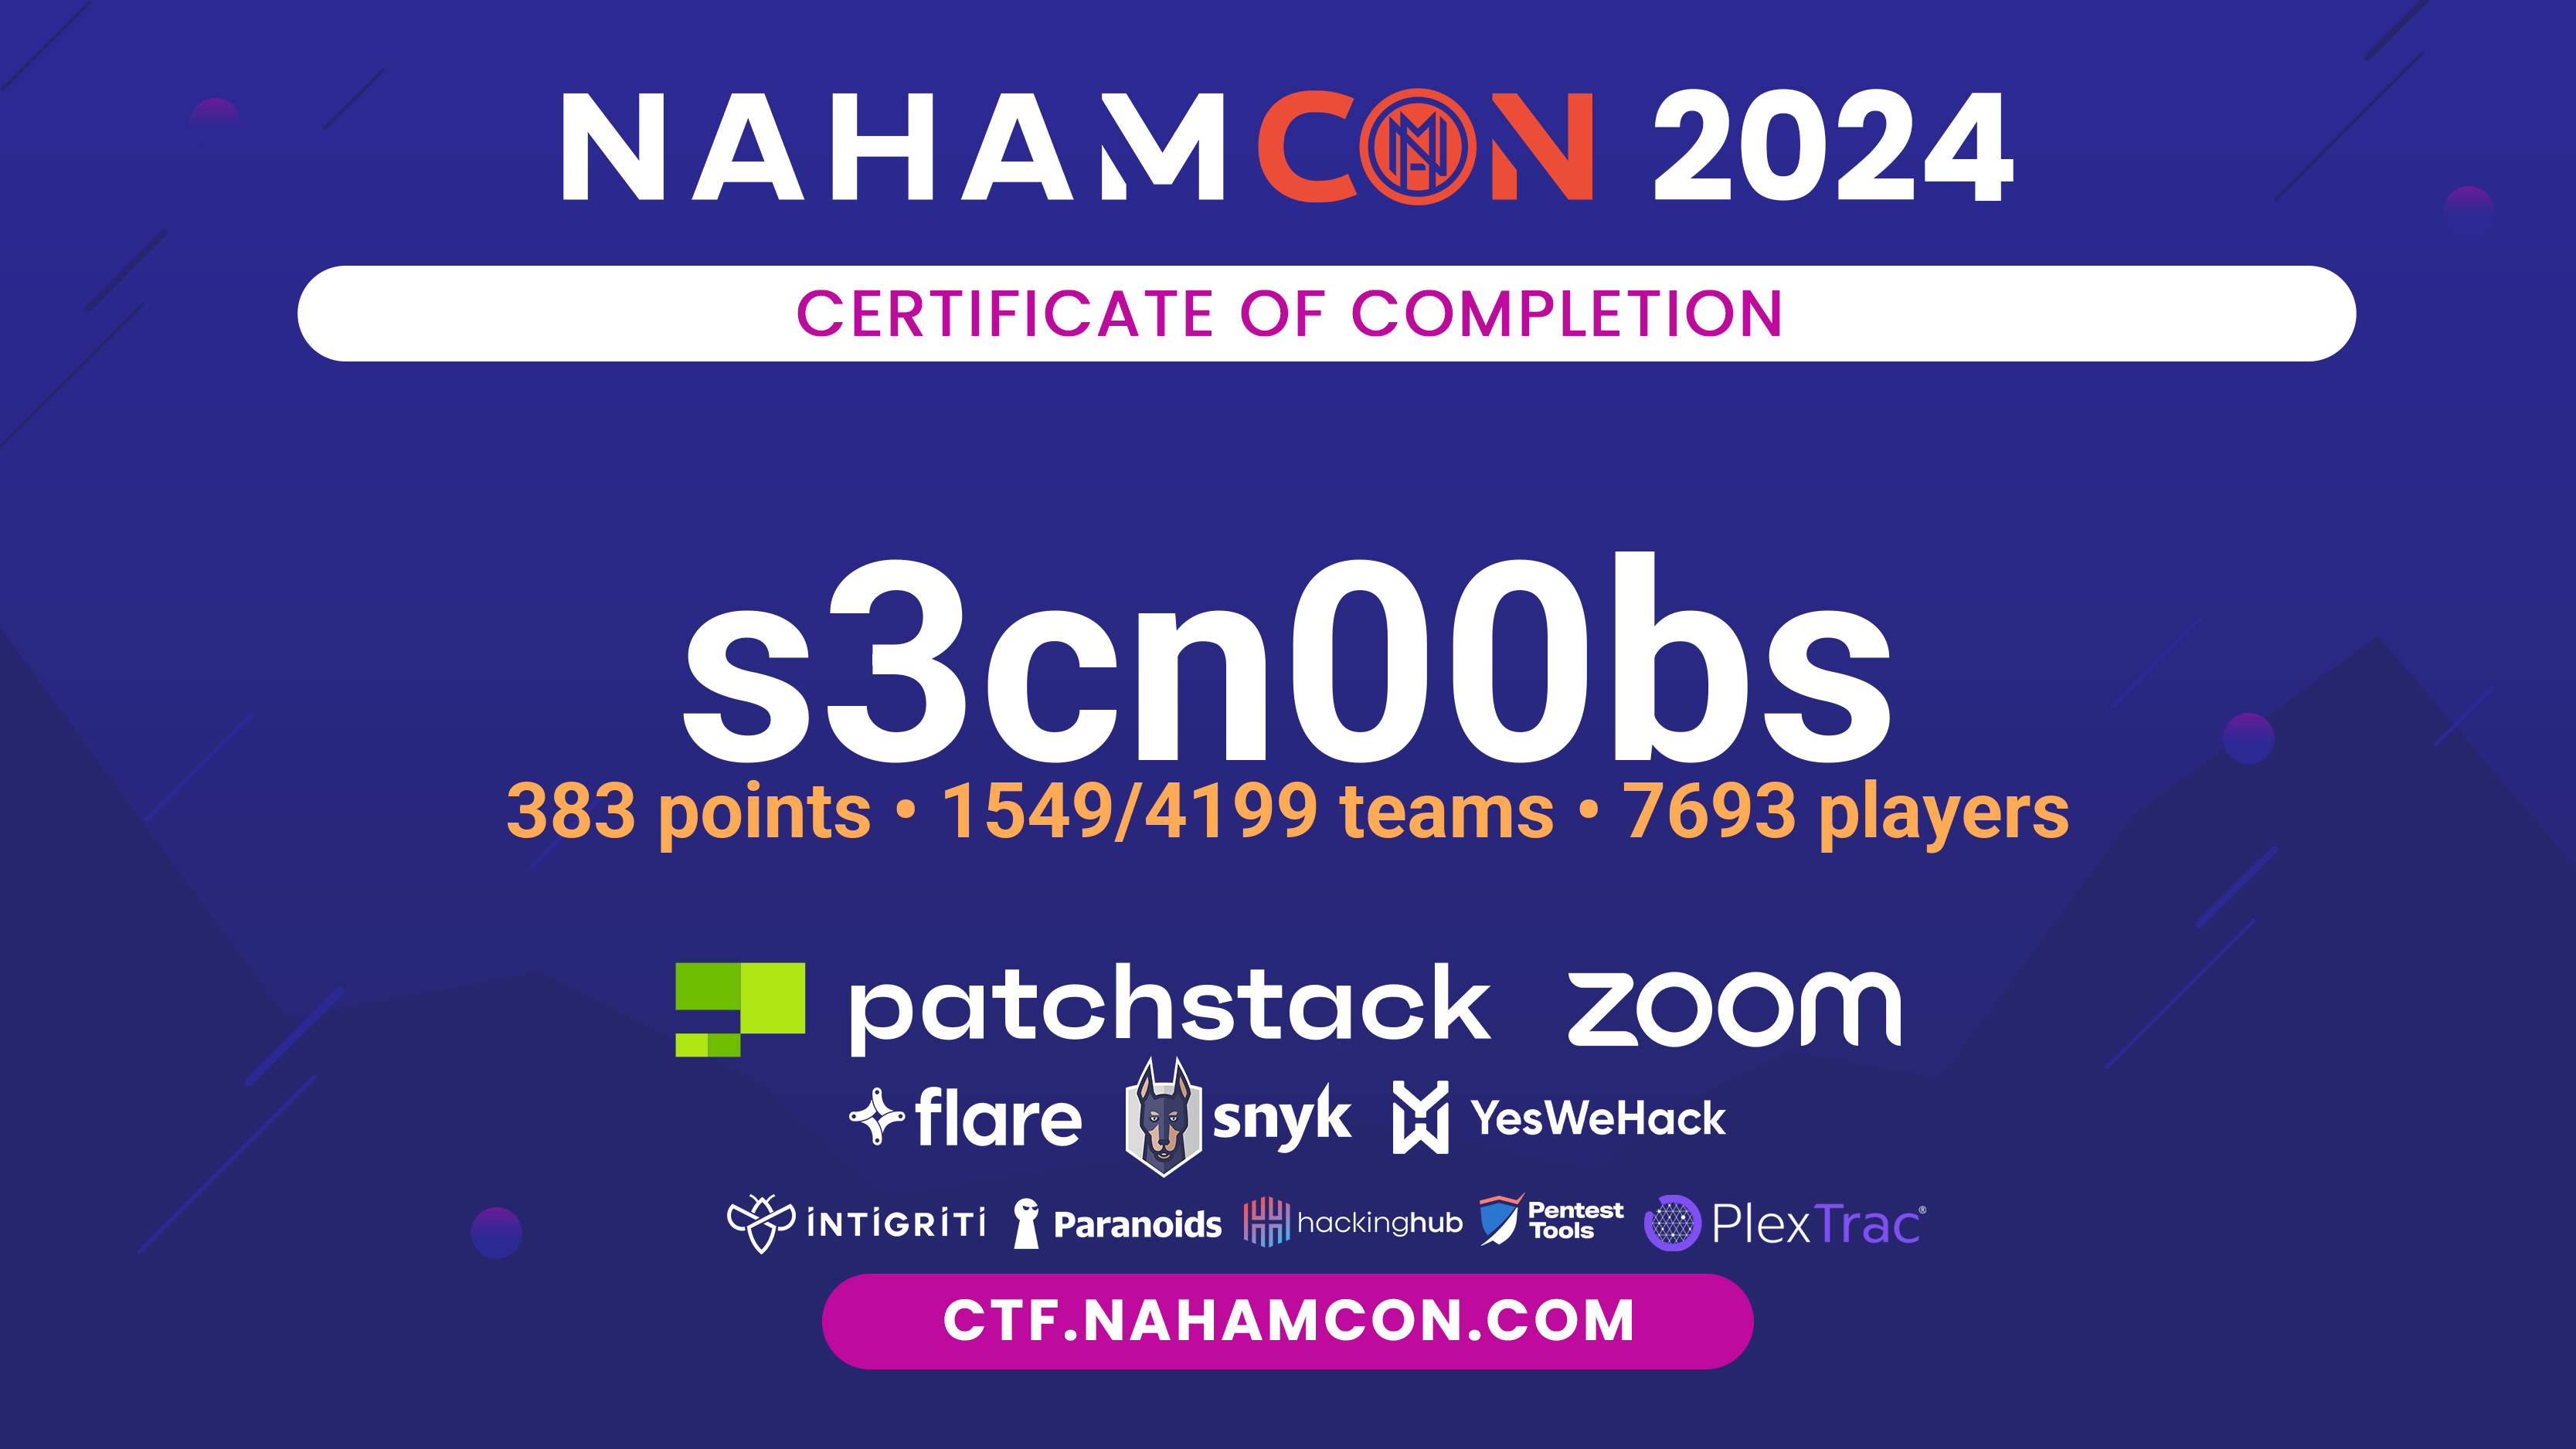 NAHAMCON 2024
CERTIFICATE OF COMPLETION
s3cn00bs
383 points • 1549/4199 teams • 7693 players
patchstack zoom
flare snyk YesWeHack
INTIGRITI Paranoids hackinghub Pentest Tools PlexTrac®
CTF.NAHAMCON.COM